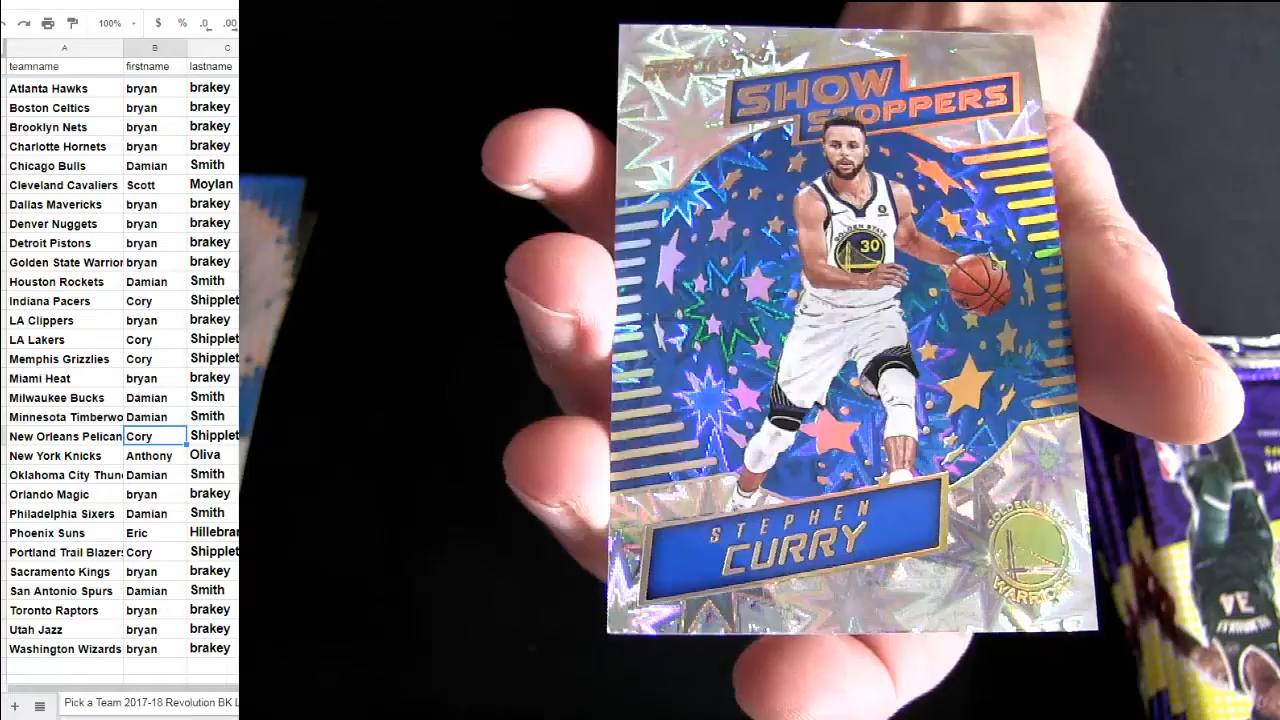 100%
$ % .0 .00
A B C
teamname firstname lastname
Atlanta Hawks bryan brakey
Boston Celtics bryan brakey
Brooklyn Nets bryan brakey
Charlotte Hornets bryan brakey
Chicago Bulls Damian Smith
Cleveland Cavaliers Scott Moylan
Dallas Mavericks bryan brakey
Denver Nuggets bryan brakey
Detroit Pistons bryan brakey
Golden State Warrior bryan brakey
Houston Rockets Damian Smith
Indiana Pacers Cory Shipplet
LA Clippers bryan brakey
LA Lakers Cory Shipplet
Memphis Grizzlies Cory Shipplet
Miami Heat bryan brakey
Milwaukee Bucks Damian Smith
Minnesota Timberwo Damian Smith
New Orleans Pelican Cory Shipplet
New York Knicks Anthony Oliva
Oklahoma City Thun Damian Smith
Orlando Magic bryan brakey
Philadelphia Sixers Damian Smith
Phoenix Suns Eric Hillebran
Portland Trail Blazers Cory Shipplet
Sacramento Kings bryan brakey
San Antonio Spurs Damian Smith
Toronto Raptors bryan brakey
Utah Jazz bryan brakey
Washington Wizards bryan brakey
Pick a Team 2017-18 Revolution BK L
SHOW
STOPPERS
GOLDEN STATE
30
STEPHEN
CURRY
GOLDEN STATE
WARRIORS
34